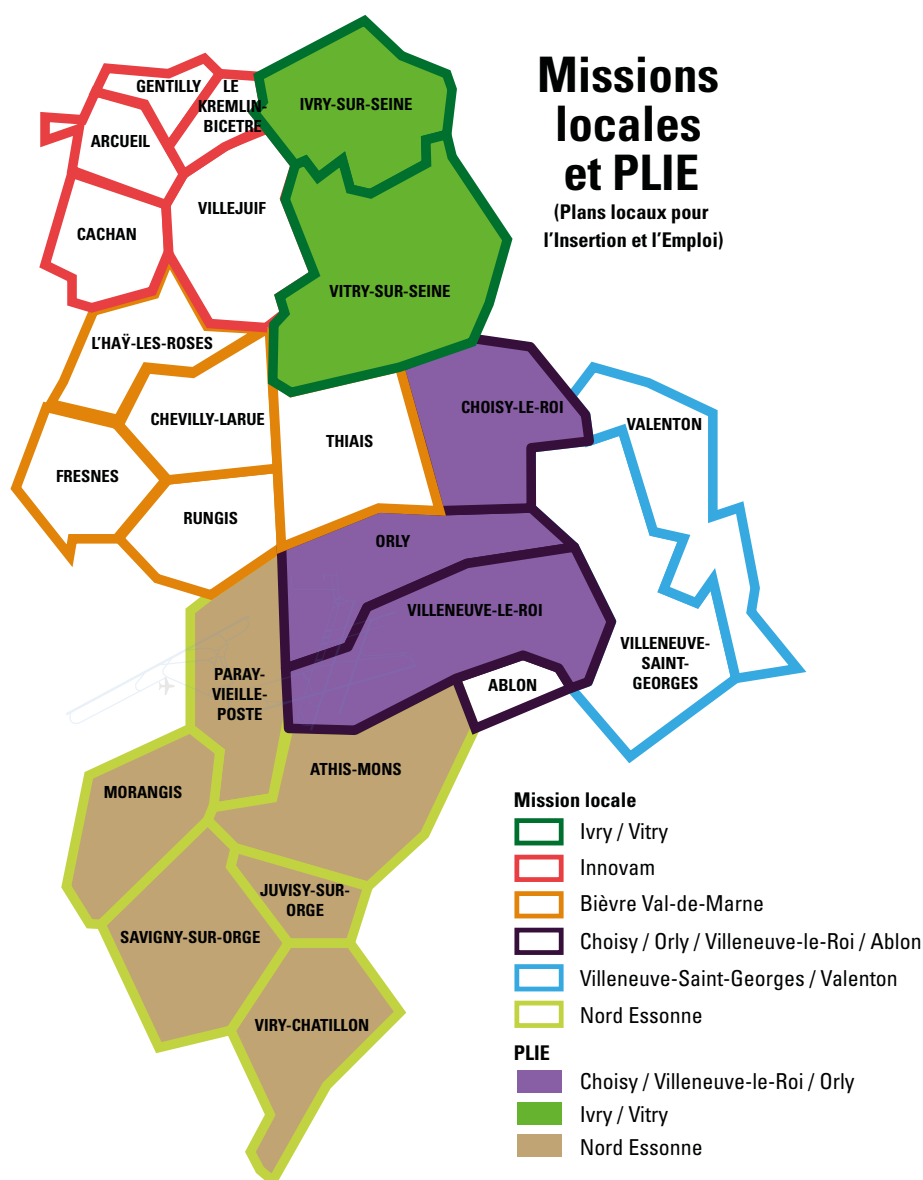 Missions
locales
et PLIE
(Plans locaux pour
l'Insertion et l'Emploi)
GENTILLY
LE
KREMLIN-
BICETRE
IVRY-SUR-SEINE
ARCUEIL
VILLEJUIF
CACHAN
VITRY-SUR-SEINE
L'HAŸ-LES-ROSES
CHEVILLY-LARUE
CHOISY-LE-ROI
VALENTON
THIAIS
FRESNES
RUNGIS
ORLY
VILLENEUVE-LE-ROI
VILLENEUVE-
SAINT-
GEORGES
PARAY-
VIEILLE-
POSTE
ABLON
ATHIS-MONS
MORANGIS
JUVISY-SUR-
ORGE
SAVIGNY-SUR-ORGE
VIRY-CHATILLON
Mission locale
Ivry / Vitry
Innovam
Bièvre Val-de-Marne
Choisy / Orly / Villeneuve-le-Roi / Ablon
Villeneuve-Saint-Georges / Valenton
Nord Essonne
PLIE
Choisy / Villeneuve-le-Roi / Orly
Ivry / Vitry
Nord Essonne